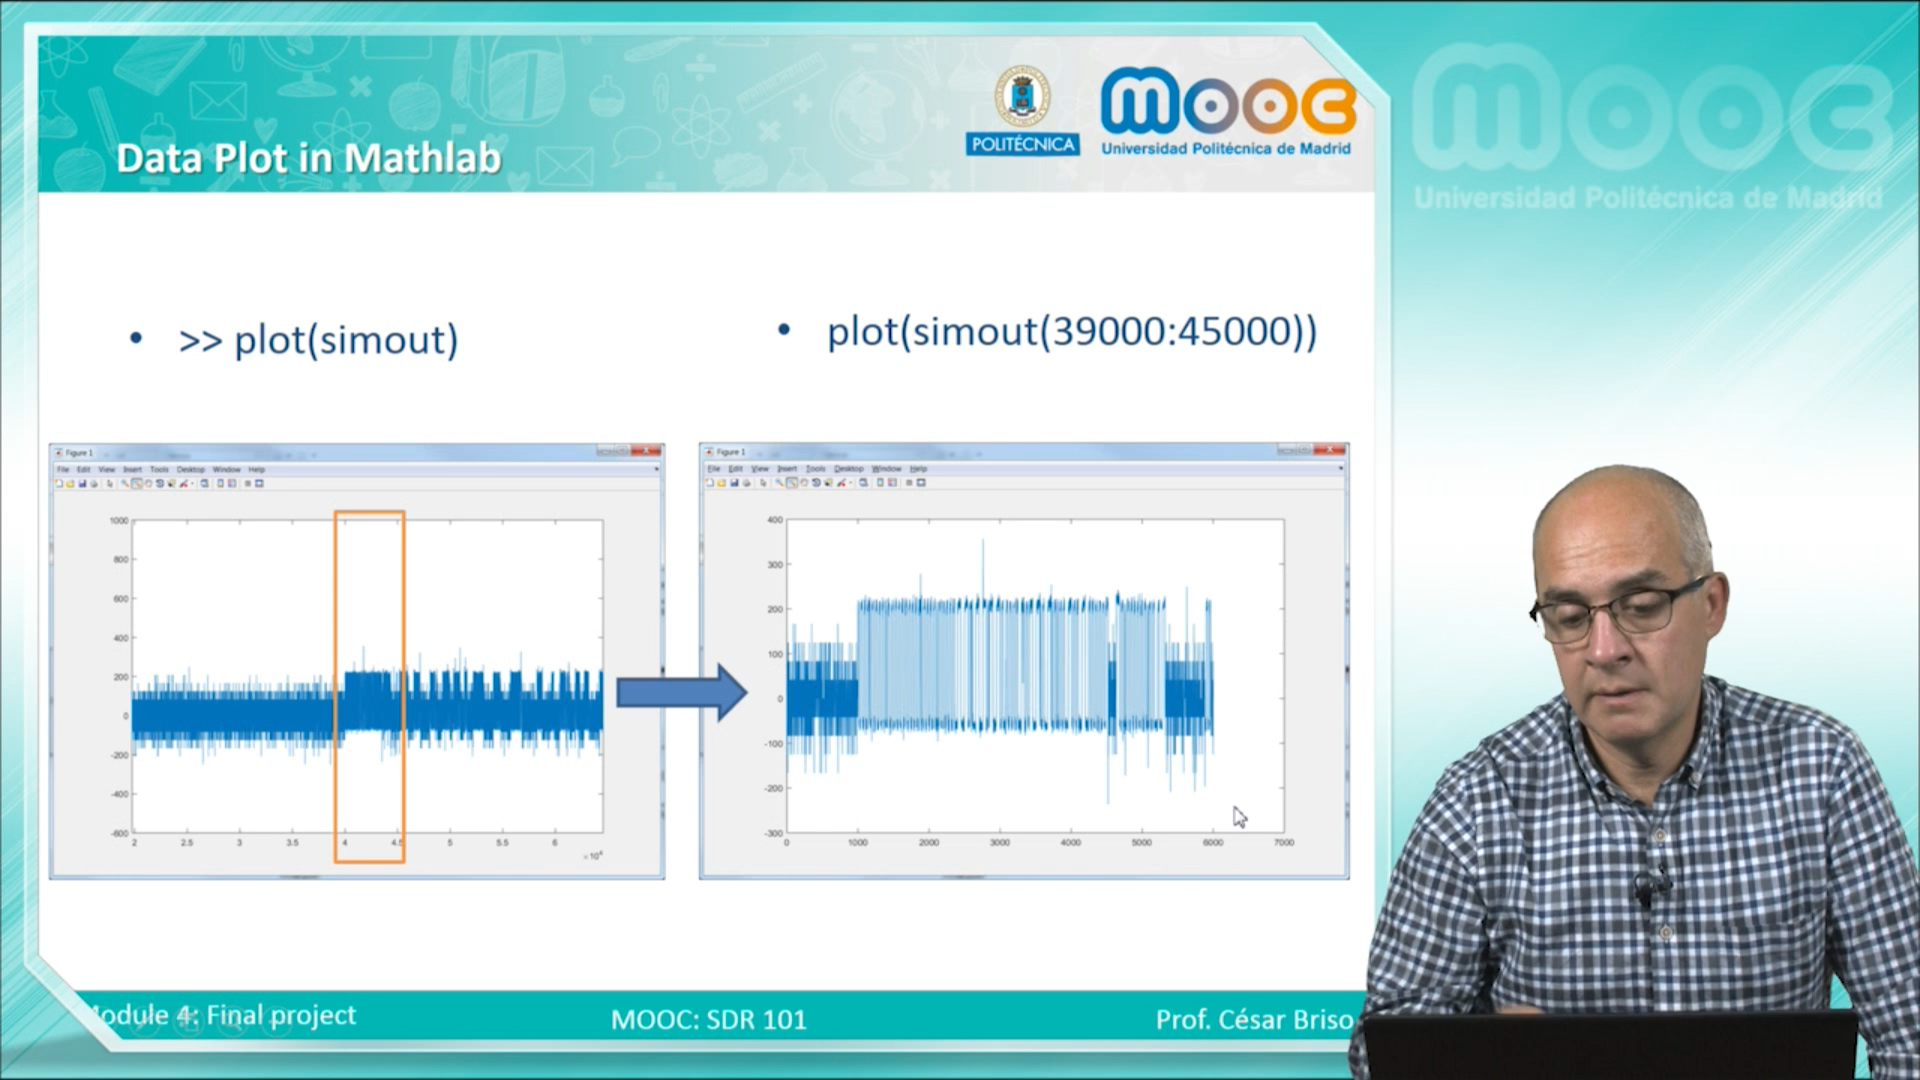 Data Plot in Mathlab
POLITÉCNICA
mooc
Universidad Politécnica de Madrid
mooc
Universidad Politécnica de Madrid
• >> plot(simout)
• plot(simout(39000:45000))
Figure 1
File Edit View Insert Tools Desktop Window Help
1000
800
600
400
200
0
-200
-400
-600
2 2.5 3 3.5 4 4.5 5 5.5 6
×10⁴
Figure 1
File Edit View Insert Tools Desktop Window Help
400
300
200
100
0
-100
-200
-300
0 1000 2000 3000 4000 5000 6000 7000
Module 4: Final project
MOOC: SDR 101
Prof. César Briso